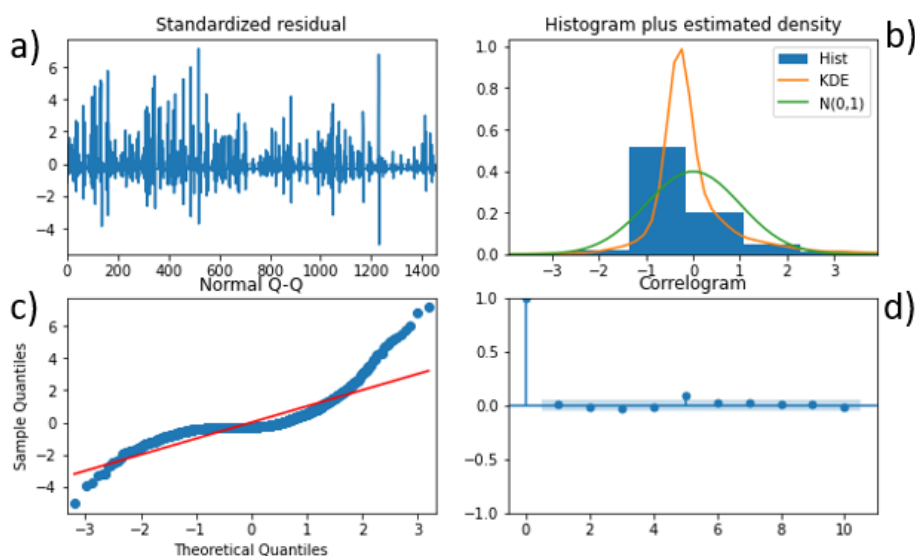 a)
Standardized residual
6
4
2
0
−2
−4
0 200 400 600 800 1000 1200 1400
b)
Histogram plus estimated density
Hist
KDE
N(0,1)
1.0
0.8
0.6
0.4
0.2
0.0
−3 −2 −1 0 1 2 3
c)
Normal Q-Q
Sample Quantiles
6
4
2
0
−2
−4
−3 −2 −1 0 1 2 3
Theoretical Quantiles
d)
Correlogram
1.0
0.5
0.0
−0.5
−1.0
0 2 4 6 8 10